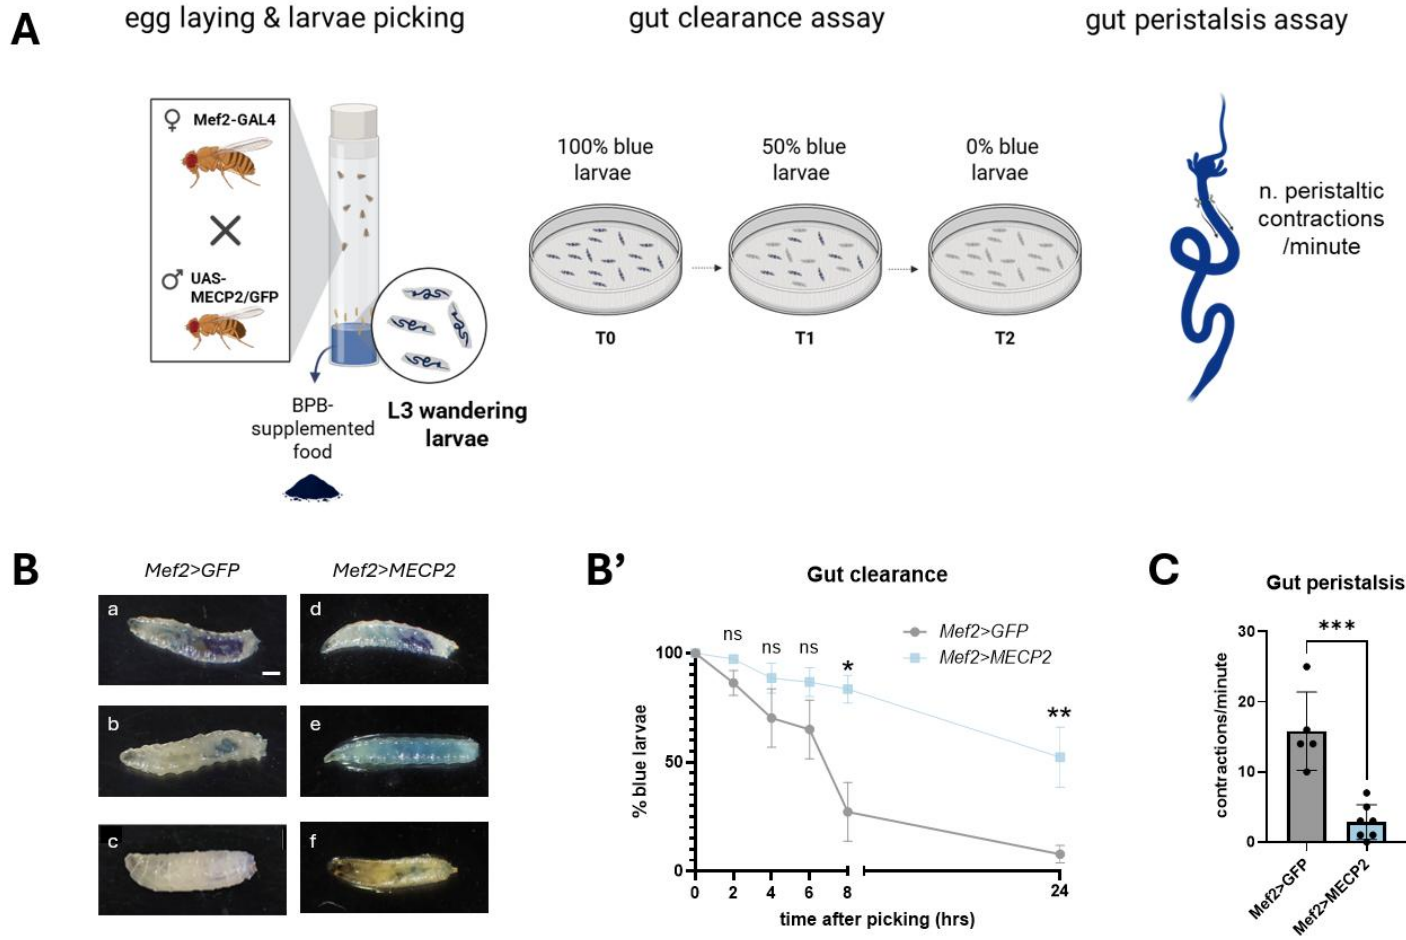 A
egg laying & larvae picking
gut clearance assay
gut peristalsis assay
♀ Mef2-GAL4
♂ UAS-
MECP2/GFP
BPB-
supplemented
food
L3 wandering
larvae
100% blue
larvae
50% blue
larvae
0% blue
larvae
T0
T1
T2
n. peristaltic
contractions
/minute
B
Mef2>GFP
Mef2>MECP2
a
d
b
e
c
f
B’
Gut clearance
Mef2>GFP
Mef2>MECP2
% blue larvae
100
50
0
ns
ns
ns
*
**
0
2
4
6
8
24
time after picking (hrs)
C
Gut peristalsis
***
contractions/minute
30
20
10
0
Mef2>GFP
Mef2>MECP2